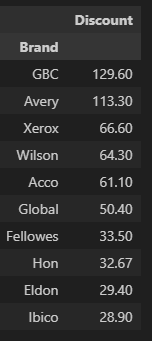 Discount
Brand
GBC 129.60
Avery 113.30
Xerox 66.60
Wilson 64.30
Acco 61.10
Global 50.40
Fellowes 33.50
Hon 32.67
Eldon 29.40
Ibico 28.90